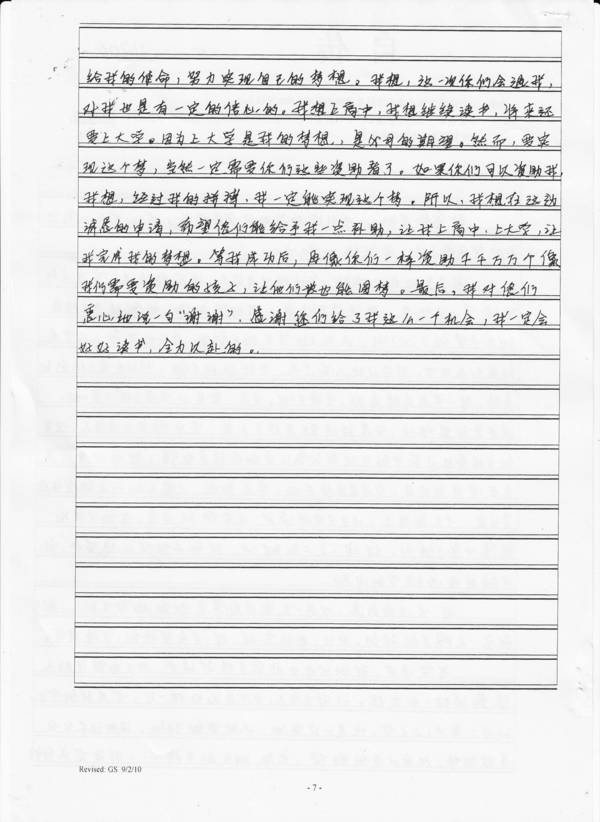 给我的使命，努力实现自己的梦想。我想，这一次你们会选我，
对我也是有一定的信心的。我想上高中，我想继续读书，将来还
要上大学。因为上大学是我的梦想，是父母的期望。然而，要实
现这个梦，当然一定需要你们这些资助者了。如果你们可以资助我，
我想，经过我的拼搏，我一定能实现这个梦。所以，我想在这劲
诚恳的申请，希望你们能给予我一点补助，让我上高中、上大学，让
我完成我的梦想。等我成功后，再像你们一样资助千千万万个像
我们需要资助的孩子，让他们也能圆梦。最后，我对您们
衷心地说一句“谢谢”，感谢您们给了我这么一个机会，我一定会
好好读书，全力以赴的。
Revised: GS 9/2/10
- 7 -